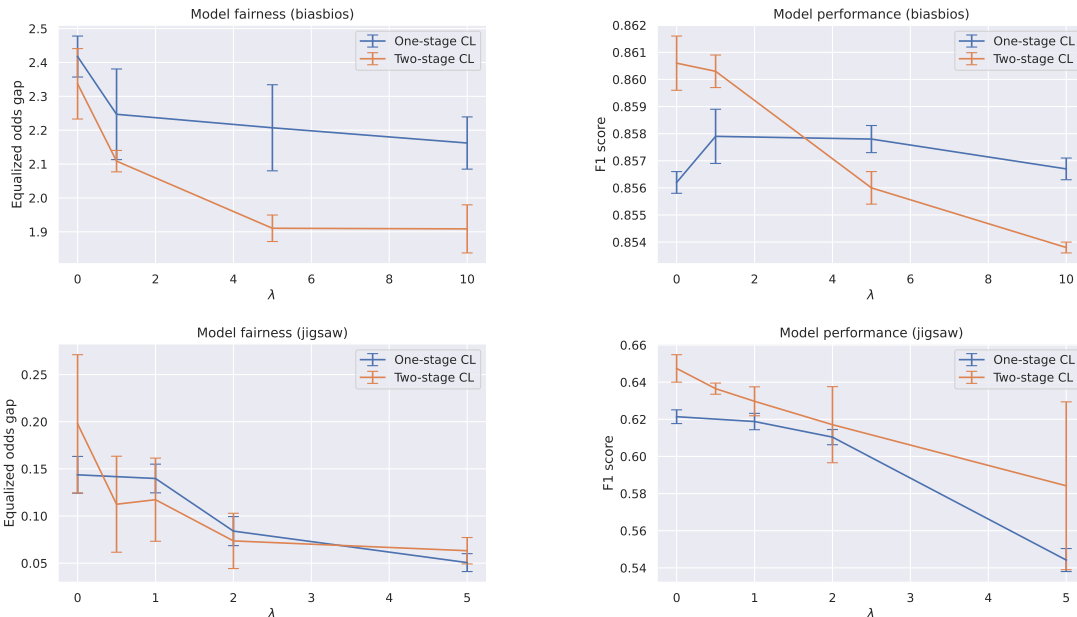 Model fairness (biasbios)
2.5
2.4
2.3
2.2
2.1
2.0
1.9
Equalized odds gap
One-stage CL
Two-stage CL
0 2 4 6 8 10
λ
Model performance (biasbios)
0.862
0.861
0.860
0.859
0.858
0.857
0.856
0.855
0.854
F1 score
One-stage CL
Two-stage CL
0 2 4 6 8 10
λ
Model fairness (jigsaw)
0.25
0.20
0.15
0.10
0.05
Equalized odds gap
One-stage CL
Two-stage CL
0 1 2 3 4 5
λ
Model performance (jigsaw)
0.66
0.64
0.62
0.60
0.58
0.56
0.54
F1 score
One-stage CL
Two-stage CL
0 1 2 3 4 5
λ